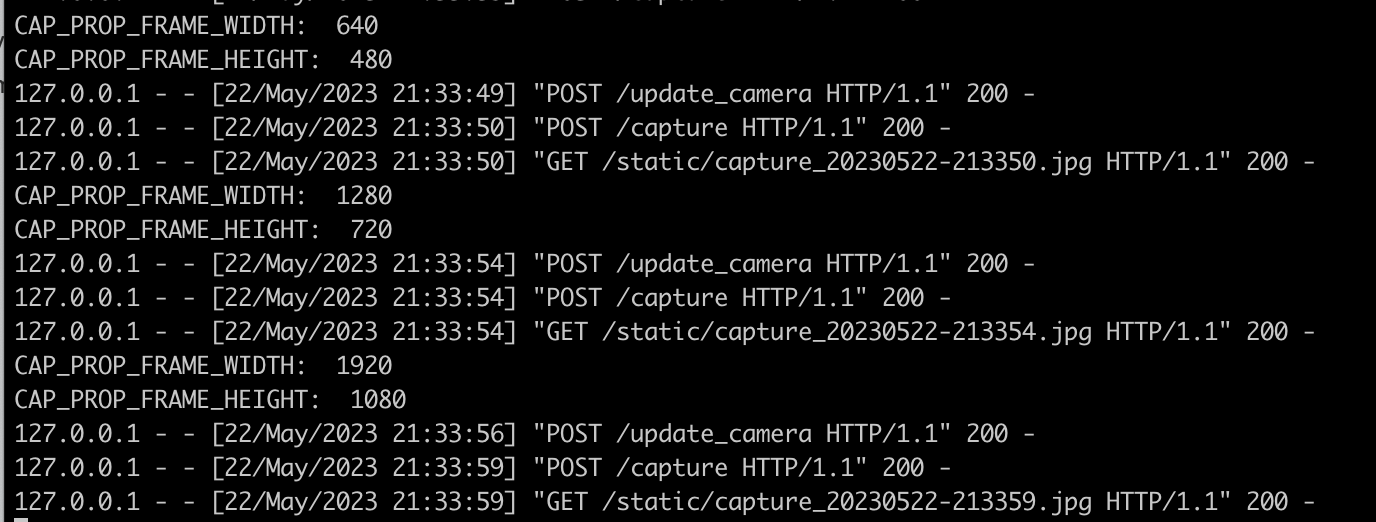 CAP_PROP_FRAME_WIDTH:  640
CAP_PROP_FRAME_HEIGHT:  480
127.0.0.1 - - [22/May/2023 21:33:49] "POST /update_camera HTTP/1.1" 200 -
127.0.0.1 - - [22/May/2023 21:33:50] "POST /capture HTTP/1.1" 200 -
127.0.0.1 - - [22/May/2023 21:33:50] "GET /static/capture_20230522-213350.jpg HTTP/1.1" 200 -
CAP_PROP_FRAME_WIDTH:  1280
CAP_PROP_FRAME_HEIGHT:  720
127.0.0.1 - - [22/May/2023 21:33:54] "POST /update_camera HTTP/1.1" 200 -
127.0.0.1 - - [22/May/2023 21:33:54] "POST /capture HTTP/1.1" 200 -
127.0.0.1 - - [22/May/2023 21:33:54] "GET /static/capture_20230522-213354.jpg HTTP/1.1" 200 -
CAP_PROP_FRAME_WIDTH:  1920
CAP_PROP_FRAME_HEIGHT:  1080
127.0.0.1 - - [22/May/2023 21:33:56] "POST /update_camera HTTP/1.1" 200 -
127.0.0.1 - - [22/May/2023 21:33:59] "POST /capture HTTP/1.1" 200 -
127.0.0.1 - - [22/May/2023 21:33:59] "GET /static/capture_20230522-213359.jpg HTTP/1.1" 200 -